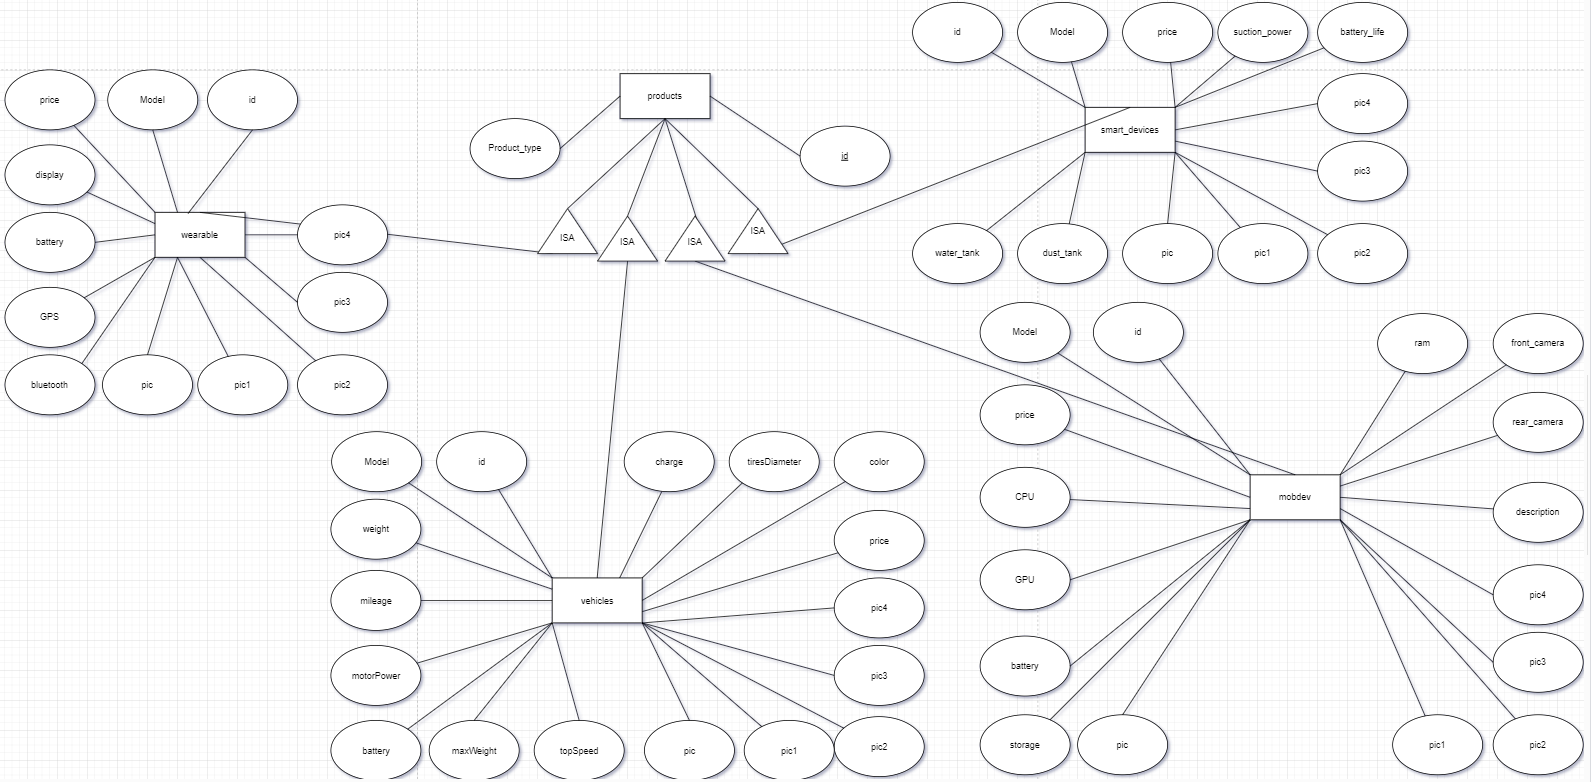 id
Model
price
suction_power
battery_life
price
Model
id
products
pic4
smart_devices
Product_type
id
display
pic3
wearable
pic4
ISA
ISA
ISA
ISA
battery
water_tank
dust_tank
pic
pic1
pic2
GPS
pic3
Model
id
ram
front_camera
bluetooth
pic
pic1
pic2
price
rear_camera
Model
id
charge
tiresDiameter
color
CPU
mobdev
description
weight
price
GPU
mileage
vehicles
pic4
pic4
motorPower
pic3
battery
pic3
battery
maxWeight
topSpeed
pic
pic1
pic2
storage
pic
pic1
pic2